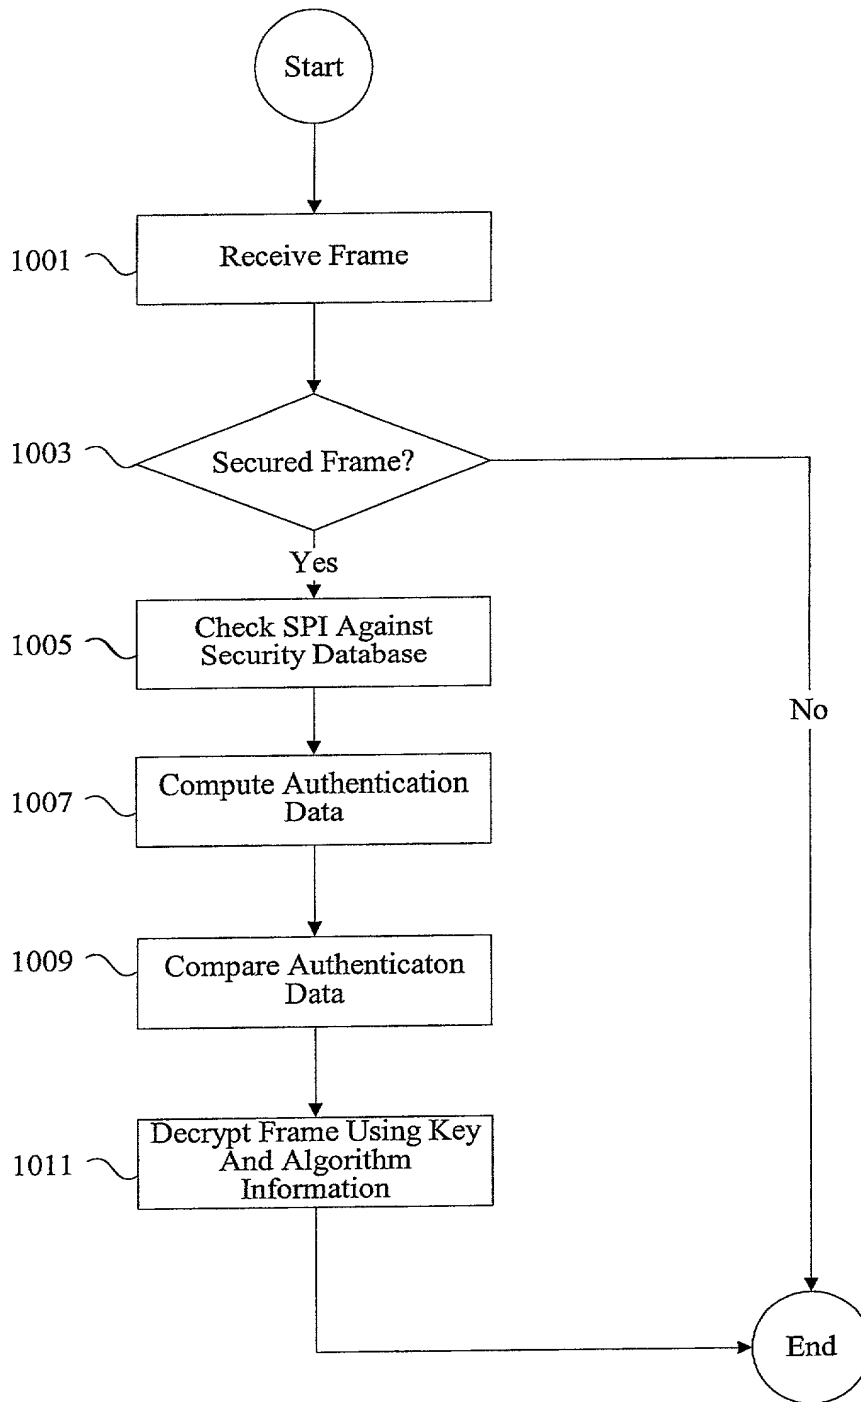 Start
1001
Receive Frame
1003
Secured Frame?
Yes
1005
Check SPI Against
Security Database
No
1007
Compute Authentication
Data
1009
Compare Authenticaton
Data
1011
Decrypt Frame Using Key
And Algorithm
Information
End